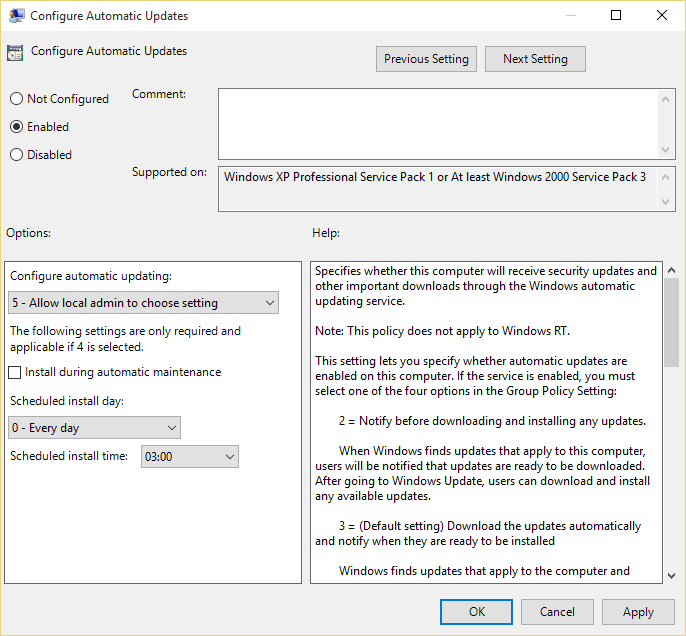 Configure Automatic Updates
Configure Automatic Updates
Previous Setting
Next Setting
Not Configured
Enabled
Disabled
Comment:
Supported on:
Windows XP Professional Service Pack 1 or At least Windows 2000 Service Pack 3
Options:
Help:
Configure automatic updating:
5 - Allow local admin to choose setting
The following settings are only required and
applicable if 4 is selected.
Install during automatic maintenance
Scheduled install day:
0 - Every day
Scheduled install time:
03:00
Specifies whether this computer will receive security updates and
other important downloads through the Windows automatic
updating service.
Note: This policy does not apply to Windows RT.
This setting lets you specify whether automatic updates are
enabled on this computer. If the service is enabled, you must
select one of the four options in the Group Policy Setting:
2 = Notify before downloading and installing any updates.
When Windows finds updates that apply to this computer,
users will be notified that updates are ready to be downloaded.
After going to Windows Update, users can download and install
any available updates.
3 = (Default setting) Download the updates automatically
and notify when they are ready to be installed
Windows finds updates that apply to the computer and
OK
Cancel
Apply